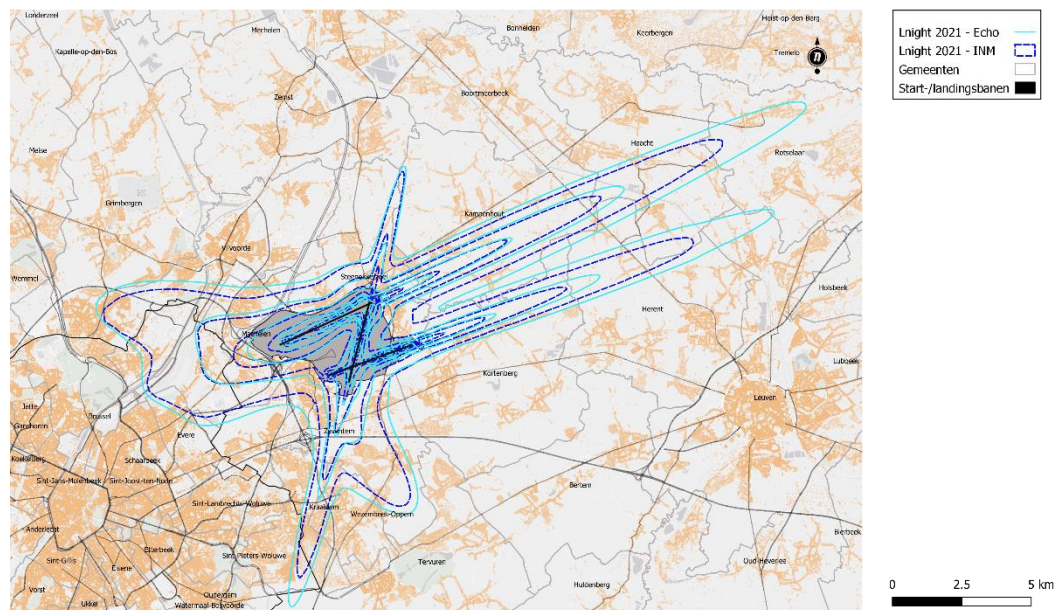 Londerzeel
Mechelen
Bonheiden
Heist-op-den-Berg
Keerbergen
Kapelle-op-den-Bos
Tremelo
n
Boortmeerbeek
Zemst
Meise
Haacht
Rotselaar
Grimbergen
Kampenhout
Vilvoorde
Wemmel
Holsbeek
Machelen
Herent
Lubbeek
Kortenberg
Jette
Brussel
Leuven
Ganshoren
Evere
Zaventem
Koekelberg
Schaarbeek
Sint-Jans-Molenbeek
Sint-Joost-ten-Node
Bertem
Sint-Lambrechts-Woluwe
Kraainem
Wezembeek-Oppem
Anderlecht
Bierbeek
Etterbeek
Sint-Pieters-Woluwe
Sint-Gillis
Elsene
Tervuren
Oud-Heverlee
Huldenberg
Vorst
Oudergem
Ukkel
Watermaal-Bosvoorde
Lnight 2021 - Echo
Lnight 2021 - INM
Gemeenten
Start-/landingsbanen
0 2.5 5 km